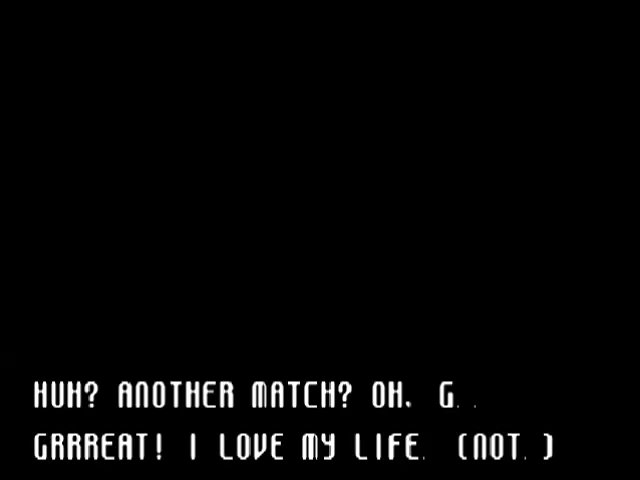 HUH? ANOTHER MATCH? OH, G..
GRRREAT! I LOVE MY LIFE. (NOT.)